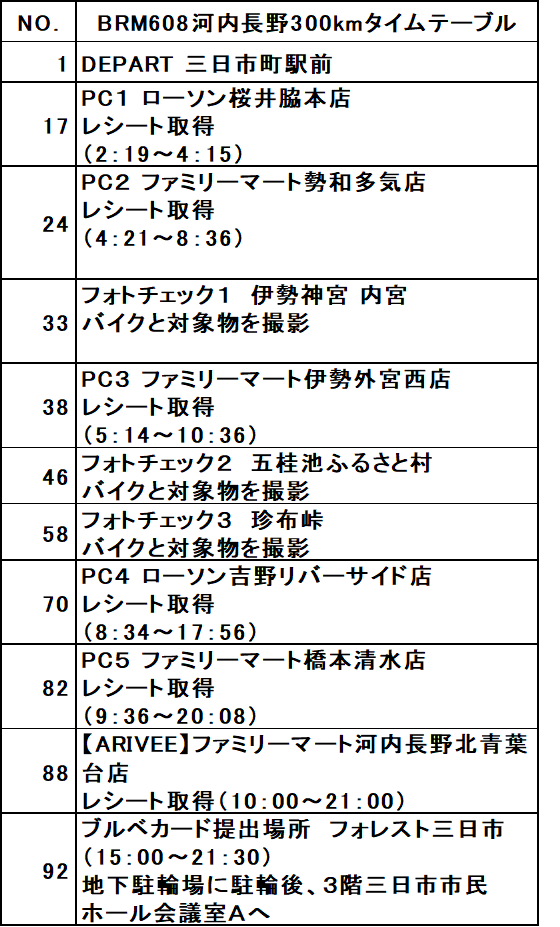 NO. BRM608河内長野300kmタイムテーブル
1 DEPART 三日市町駅前
17 PC1 ローソン桜井脇本店
レシート取得
(2:19～4:15)
24 PC2 ファミリーマート勢和多気店
レシート取得
(4:21～8:36)
33 フォトチェック1 伊勢神宮 内宮
バイクと対象物を撮影
38 PC3 ファミリーマート伊勢外宮西店
レシート取得
(5:14～10:36)
46 フォトチェック2 五桂池ふるさと村
バイクと対象物を撮影
58 フォトチェック3 珍布峠
バイクと対象物を撮影
70 PC4 ローソン吉野リバーサイド店
レシート取得
(8:34～17:56)
82 PC5 ファミリーマート橋本清水店
レシート取得
(9:36～20:08)
88 【ARIVEE】ファミリーマート河内長野北青葉
台店
レシート取得(10:00～21:00)
92 ブルベカード提出場所 フォレスト三日市
(15:00～21:30)
地下駐輪場に駐輪後、3階三日市市民
ホール会議室Aへ